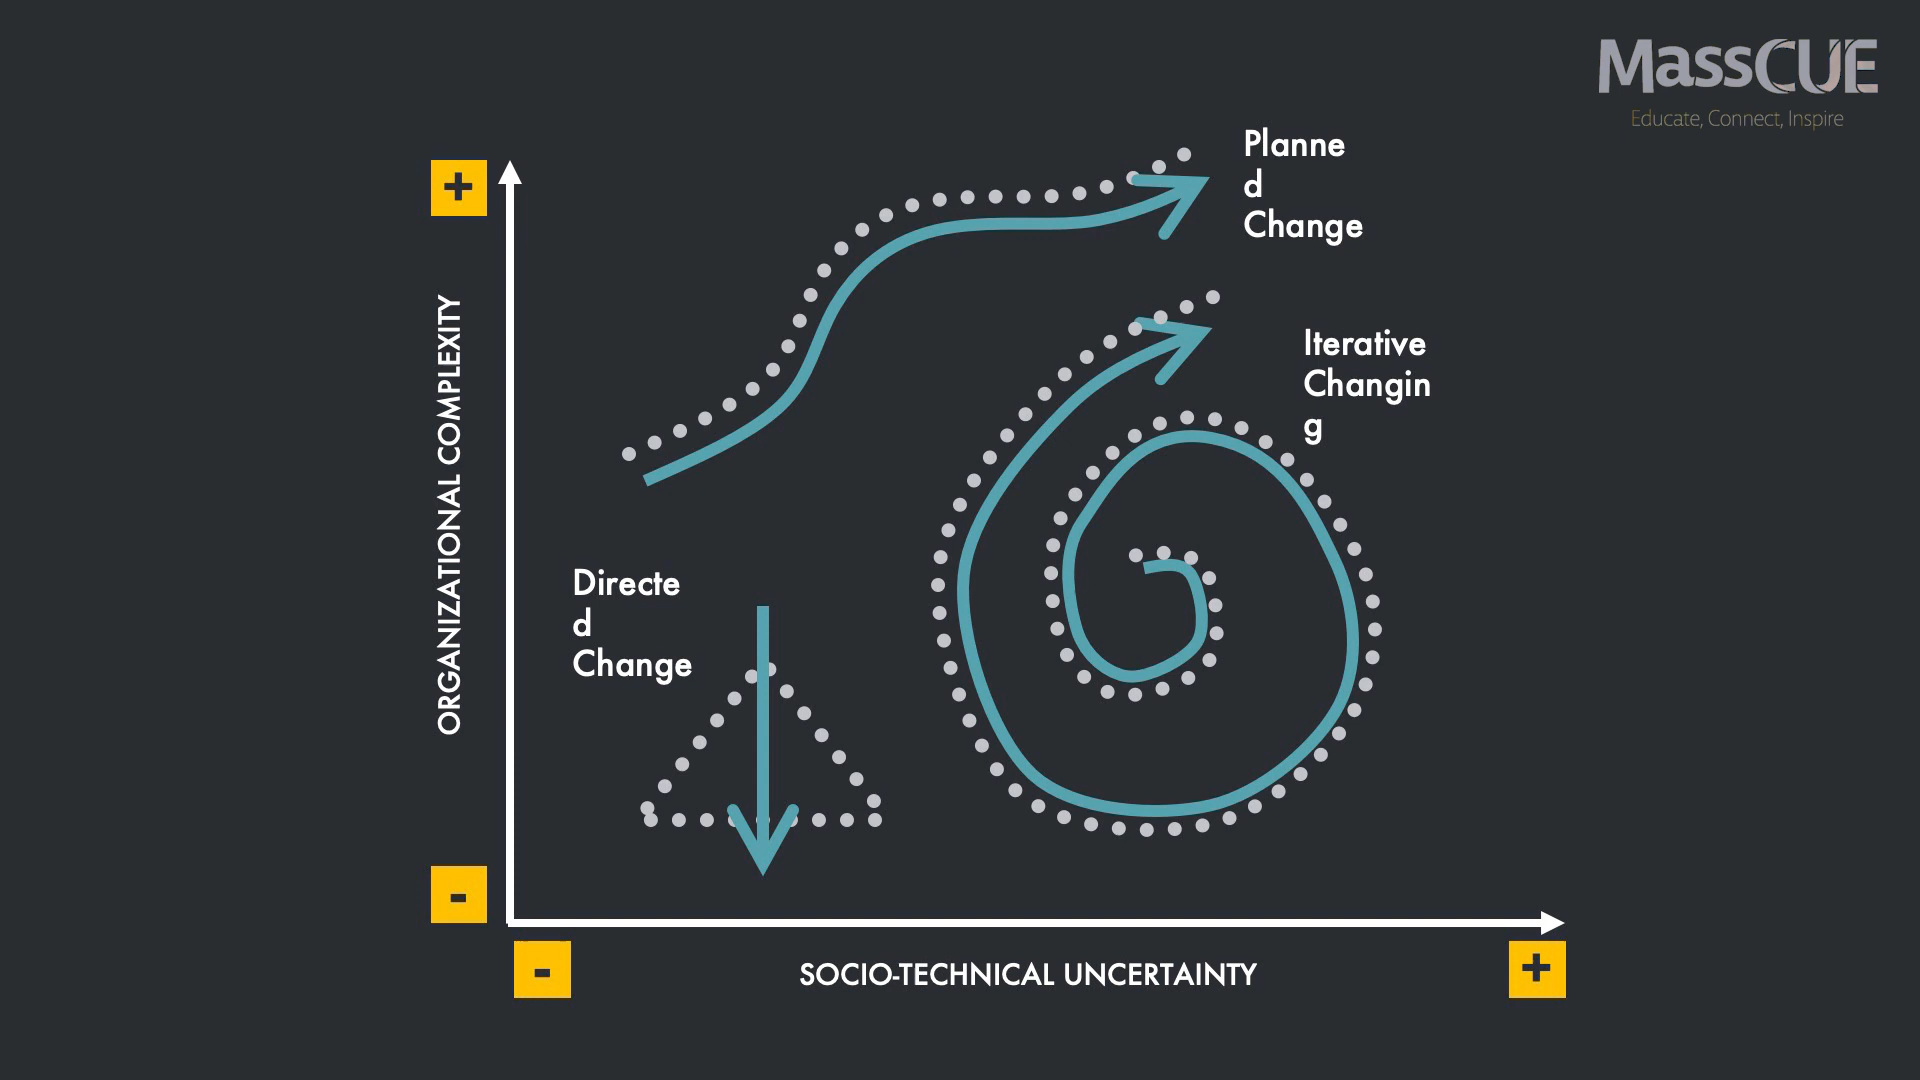 MassCUE
Educate, Connect, Inspire
Planne
d
Change
+
Iterative
Changin
g
ORGANIZATIONAL COMPLEXITY
Directe
d
Change
-
-
SOCIO-TECHNICAL UNCERTAINTY
+